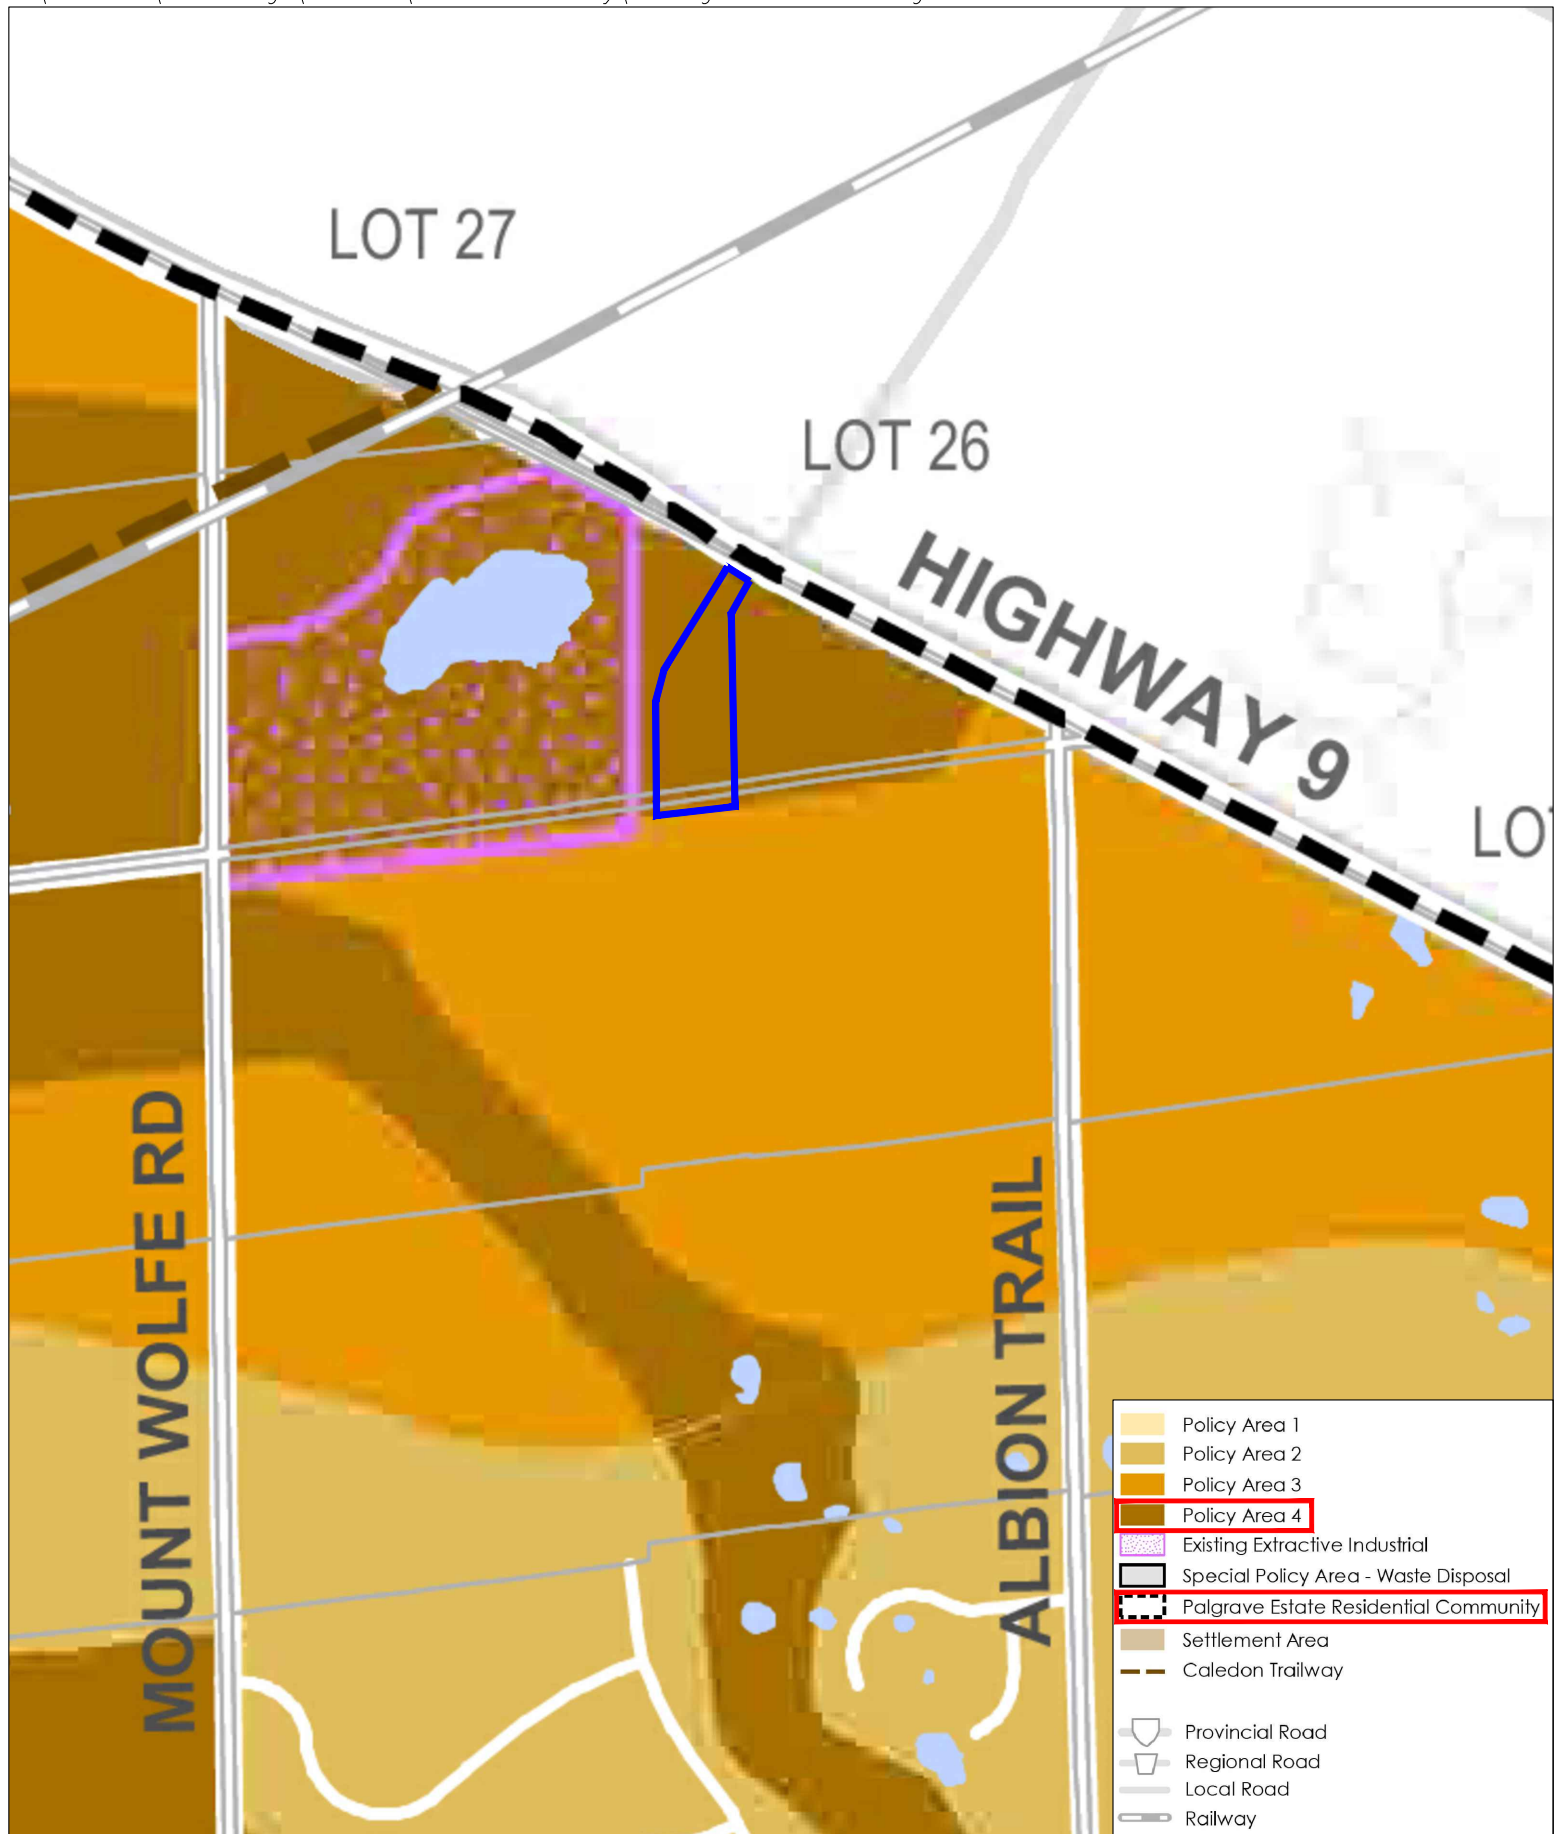 LOT 27
LOT 26
HIGHWAY 9
LO
MOUNT WOLFE RD
ALBION TRAIL
Policy Area 1
Policy Area 2
Policy Area 3
Policy Area 4
Existing Extractive Industrial
Special Policy Area - Waste Disposal
Palgrave Estate Residential Community
Settlement Area
Caledon Trailway
Provincial Road
Regional Road
Local Road
Railway